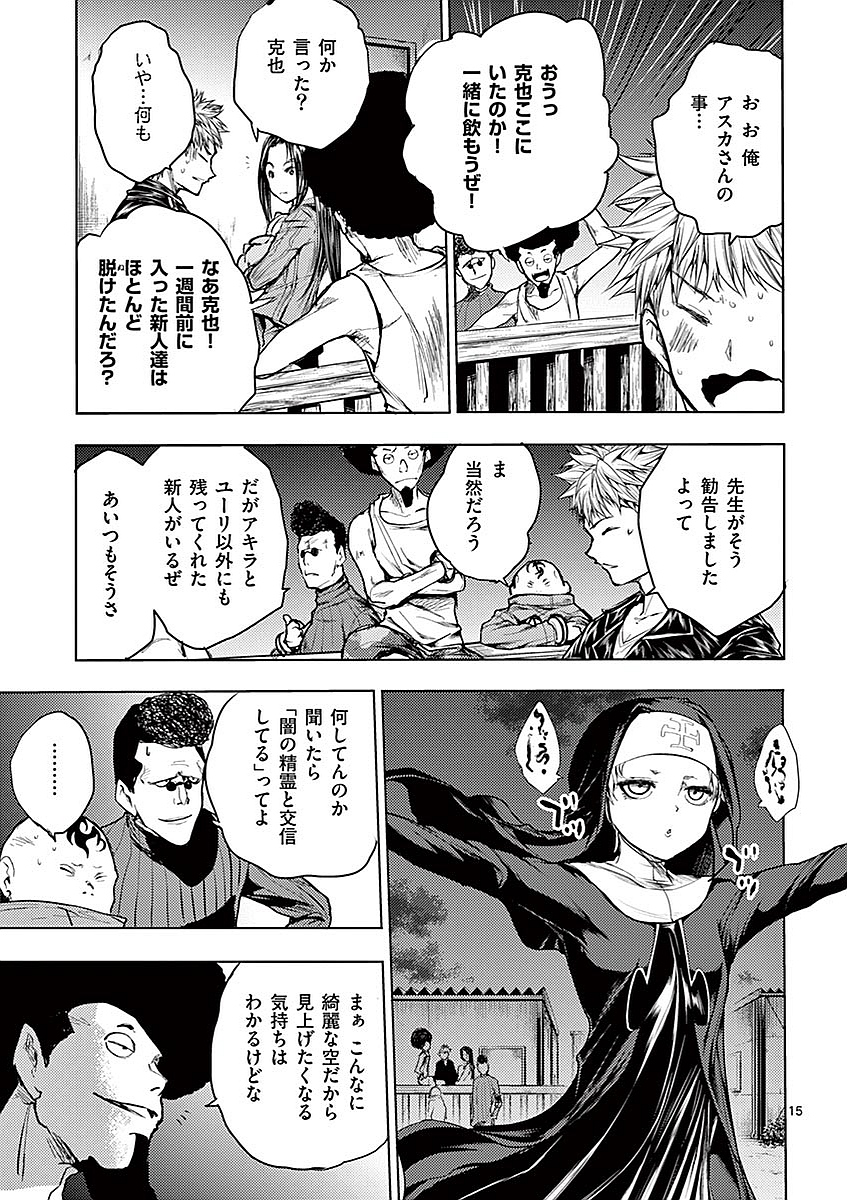 おお俺
アスカさんの
事…
おうっ
克也ここに
いたのか！
一緒に飲もうぜ！
何か
言った？
克也
いや…何も
なあ克也！
一週間前に
入った新人達は
ほとんど
脱けたんだろ？
ね
先生がそう
勧告しました
よって
ま
当然だろう
だがアキラと
ユーリ以外にも
残ってくれた
新人がいるぜ
あいつもそうさ
ブッ
ブッ
何してんのか
聞いたら
「闇の精霊と交信
してる」ってよ
………
まぁ こんなに
綺麗な空だから
見上げたくなる
気持ちは
わかるけどな
15